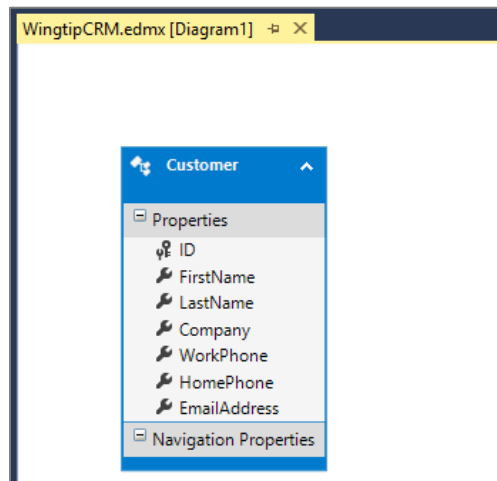 WingtipCRM.edmx [Diagram1]
Customer
Properties
ID
FirstName
LastName
Company
WorkPhone
HomePhone
EmailAddress
Navigation Properties